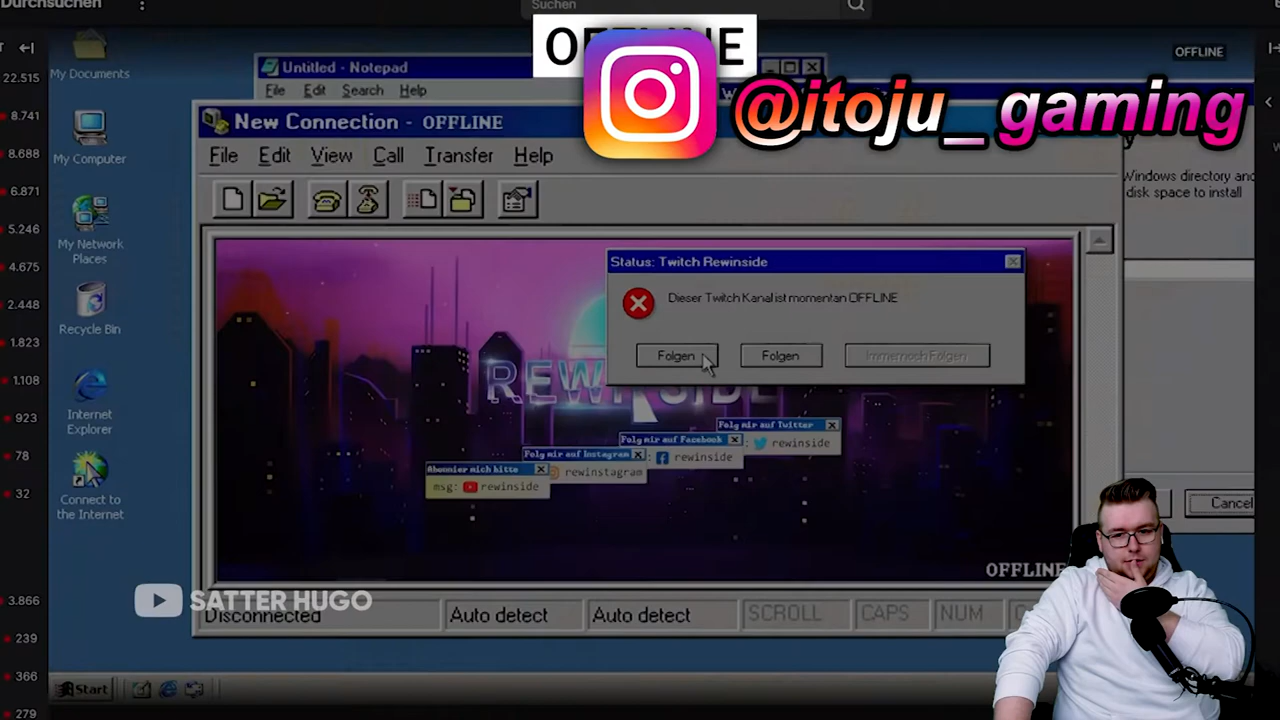 Durchsuchen
Suchen
OFFLINE
@itoju_gaming
OFFLINE
22.515
8.741
8.688
6.871
5.246
4.675
2.448
1.823
1.108
923
78
32
3.866
239
366
279
My Documents
My Computer
My Network
Places
Recycle Bin
Internet
Explorer
Connect to
the Internet
Untitled - Notepad
File Edit Search Help
New Connection - OFFLINE
File Edit View Call Transfer Help
Windows directory and
disk space to install
Status: Twitch Rewinside
Dieser Twitch Kanal ist momentan OFFLINE
Folgen Folgen Immernoch Folgen
REWINSIDE
Folg mir auf Twitter
: rewinside
Folg mir auf Facebook
: rewinside
Folg mir auf Instagram
rewinstagram
Abonnier mich bitte
msg: rewinside
Cancel
OFFLINE
SATTER HUGO
Disconnected Auto detect Auto detect SCROLL CAPS NUM
Start